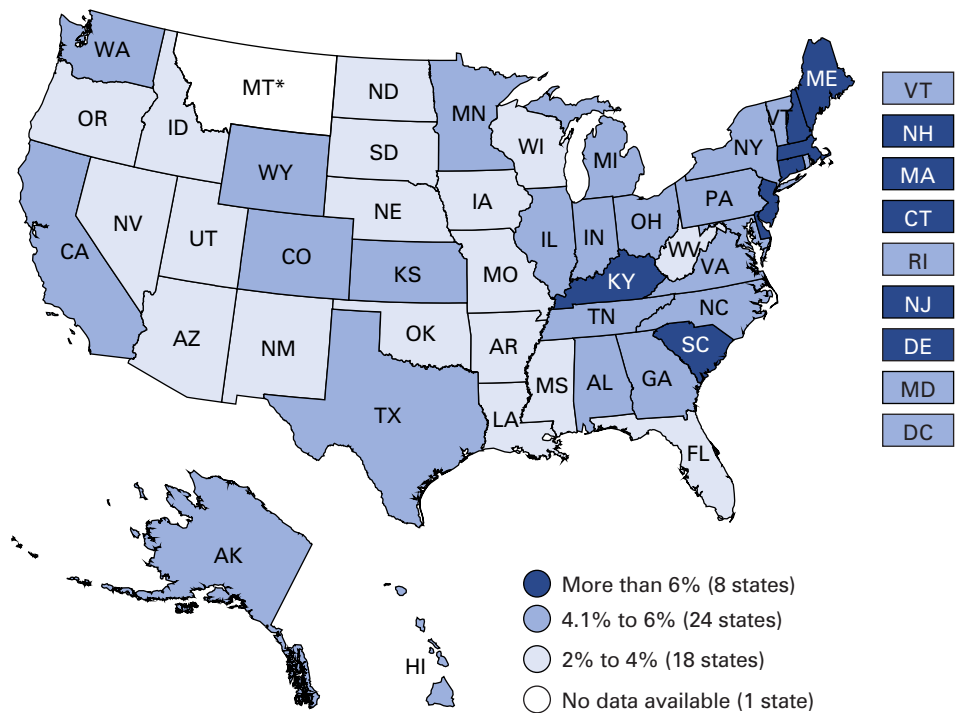 WA
MT*
ND
MN
ME
VT
OR
ID
SD
WI
MI
NY
VT
NH
WY
MA
NE
IA
PA
CT
NV
UT
CO
IL
IN
OH
WV
VA
RI
CA
KS
MO
KY
NJ
AZ
NM
OK
AR
TN
NC
SC
DE
TX
LA
MS
AL
GA
MD
FL
DC
AK
HI
More than 6% (8 states)
4.1% to 6% (24 states)
2% to 4% (18 states)
No data available (1 state)